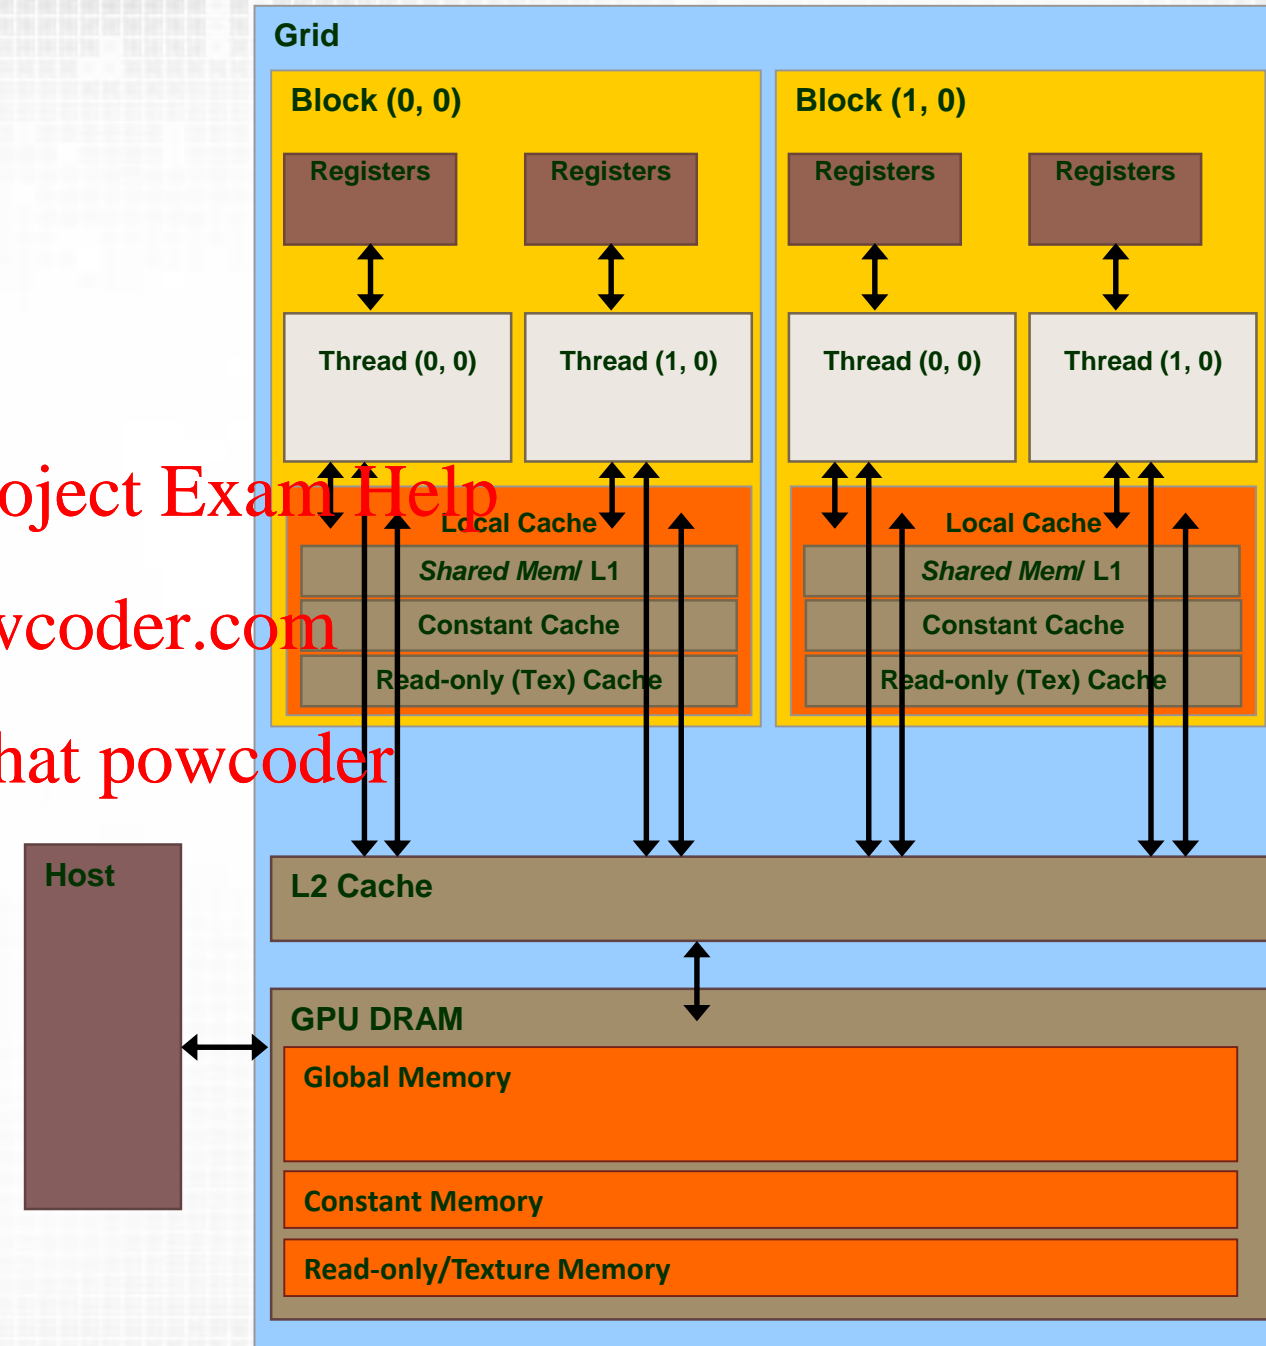 Grid
Block (0, 0)
Block (1, 0)
Registers
Registers
Registers
Registers
Thread (0, 0)
Thread (1, 0)
Thread (0, 0)
Thread (1, 0)
oject Exam Help
Local Cache
Local Cache
Shared Mem/ L1
Shared Mem/ L1
wcoder.com
Constant Cache
Constant Cache
Read-only (Tex) Cache
Read-only (Tex) Cache
hat powcoder
Host
L2 Cache
GPU DRAM
Global Memory
Constant Memory
Read-only/Texture Memory